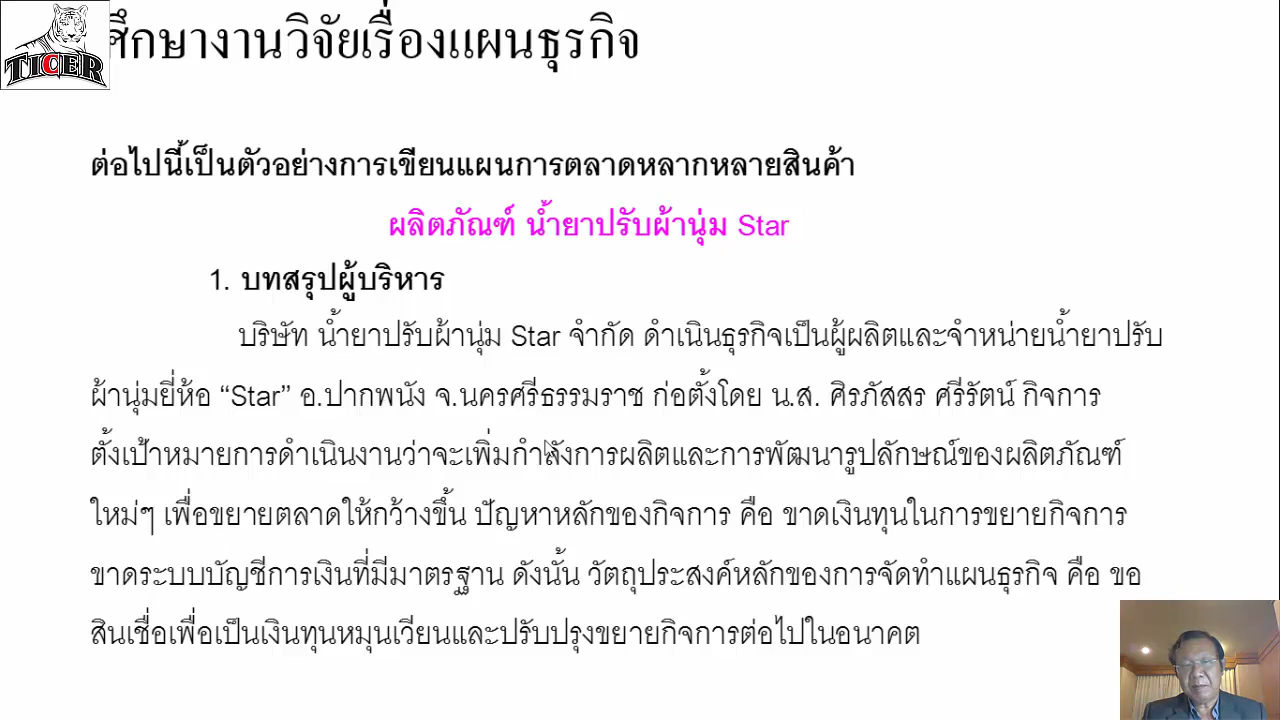 TICER
ศึกษางานวิจัยเรื่องแผนธุรกิจ
ต่อไปนี้เป็นตัวอย่างการเขียนแผนการตลาดหลากหลายสินค้า
ผลิตภัณฑ์ น้ำยาปรับผ้านุ่ม Star
1. บทสรุปผู้บริหาร
บริษัท น้ำยาปรับผ้านุ่ม Star จำกัด ดำเนินธุรกิจเป็นผู้ผลิตและจำหน่ายน้ำยาปรับ
ผ้านุ่มยี่ห้อ “Star” อ.ปากพนัง จ.นครศรีธรรมราช ก่อตั้งโดย น.ส. ศิรภัสสร ศรีรัตน์ กิจการ
ตั้งเป้าหมายการดำเนินงานว่าจะเพิ่มกำลังการผลิตและการพัฒนารูปลักษณ์ของผลิตภัณฑ์
ใหม่ๆ เพื่อขยายตลาดให้กว้างขึ้น ปัญหาหลักของกิจการ คือ ขาดเงินทุนในการขยายกิจการ
ขาดระบบบัญชีการเงินที่มีมาตรฐาน ดังนั้น วัตถุประสงค์หลักของการจัดทำแผนธุรกิจ คือ ขอ
สินเชื่อเพื่อเป็นเงินทุนหมุนเวียนและปรับปรุงขยายกิจการต่อไปในอนาคต